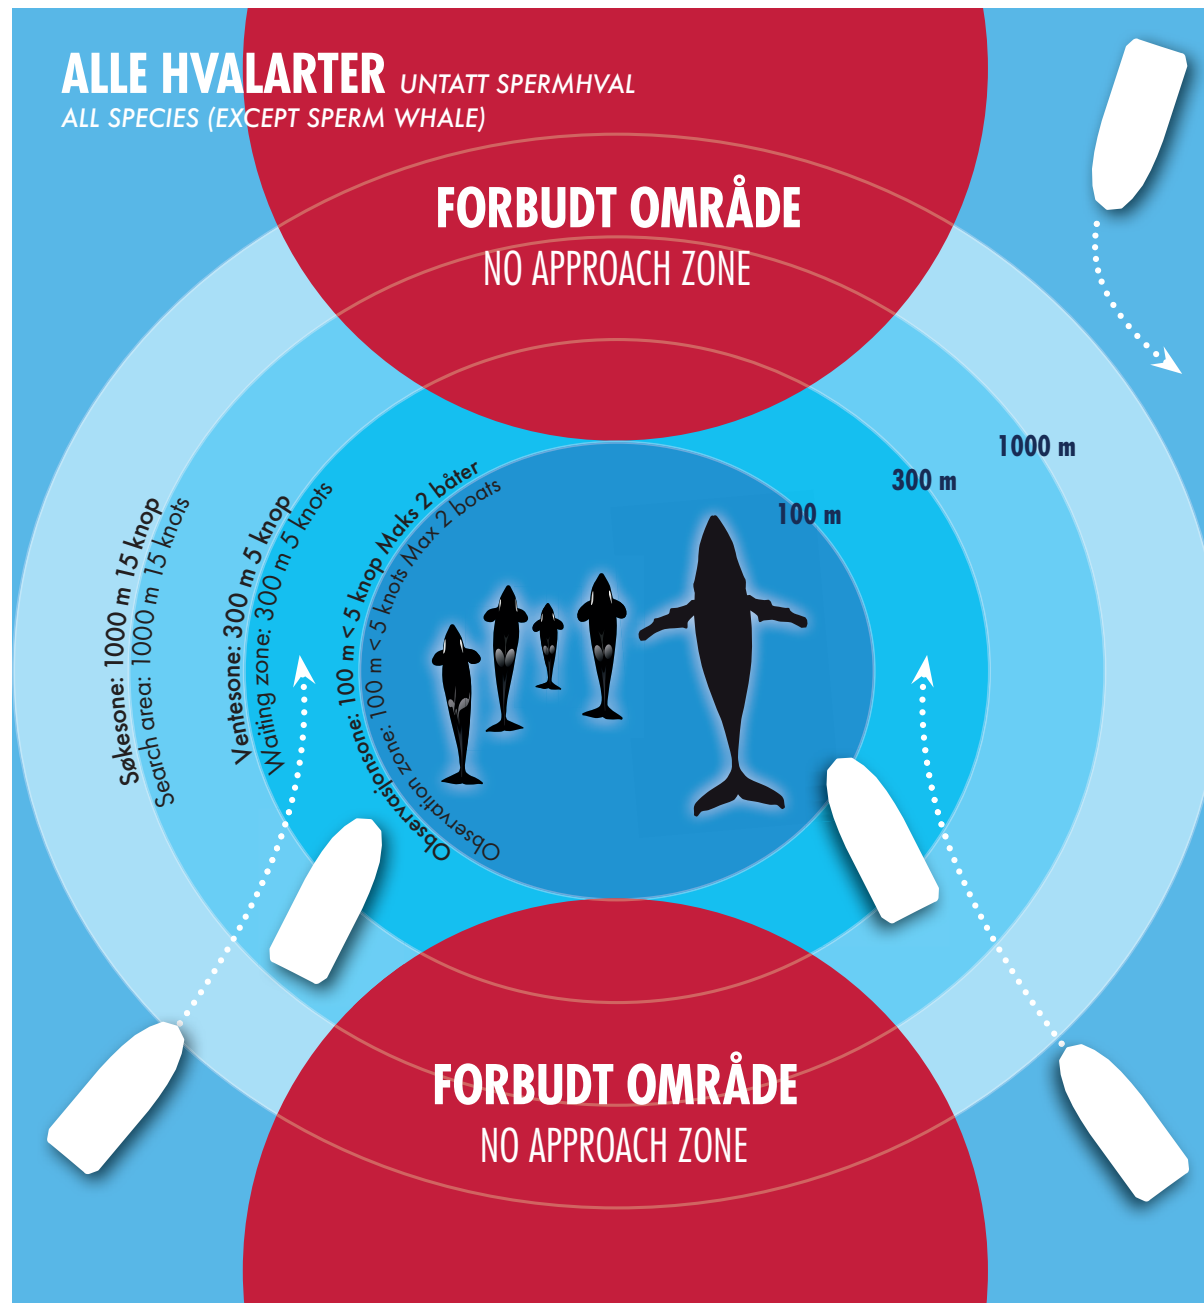 ALLE HVALARTER UNTATT SPERMHVAL
ALL SPECIES (EXCEPT SPERM WHALE)
FORBUDT OMRÅDE
NO APPROACH ZONE
1000 m
300 m
100 m
Søkesone: 1000 m 15 knop
Search area: 1000 m 15 knots
Ventesone: 300 m 5 knop
Waiting zone: 300 m 5 knots
Observasjonsone: 100 m < 5 knop Maks 2 båter
Observation zone: 100 m < 5 knots Max 2 boats
FORBUDT OMRÅDE
NO APPROACH ZONE